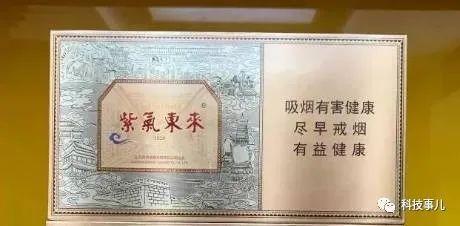 紫氣東來
®
吸烟有害健康
尽早戒烟
有益健康
科技事儿